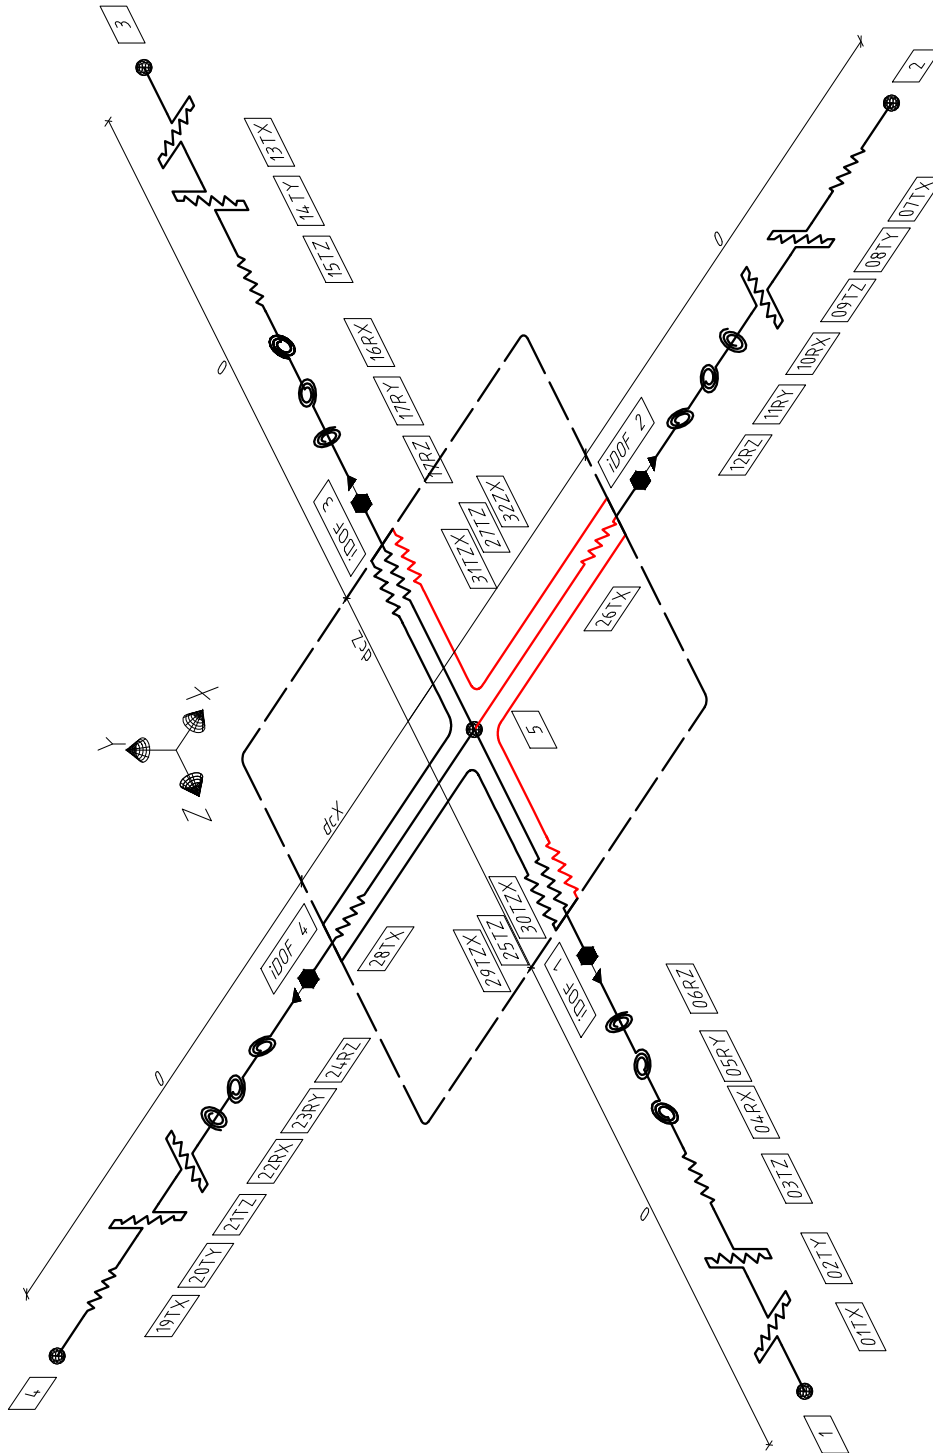 3
2
13TX
14TY
15TZ
16RX
17RY
17RZ
0
0
07TX
08TY
09TZ
10RX
11RY
12RZ
iDOF 2
iDOF 3
31TZX
27TZ
32ZX
26TX
dcZ
dcX
Y
X
Z
5
iDOF 4
28TX
29TZX
25TZ
30TZX
iDOF 1
06RZ
05RY
04RX
03TZ
02TY
01TX
24RZ
23RY
22RX
21TZ
20TY
19TX
0
0
4
1